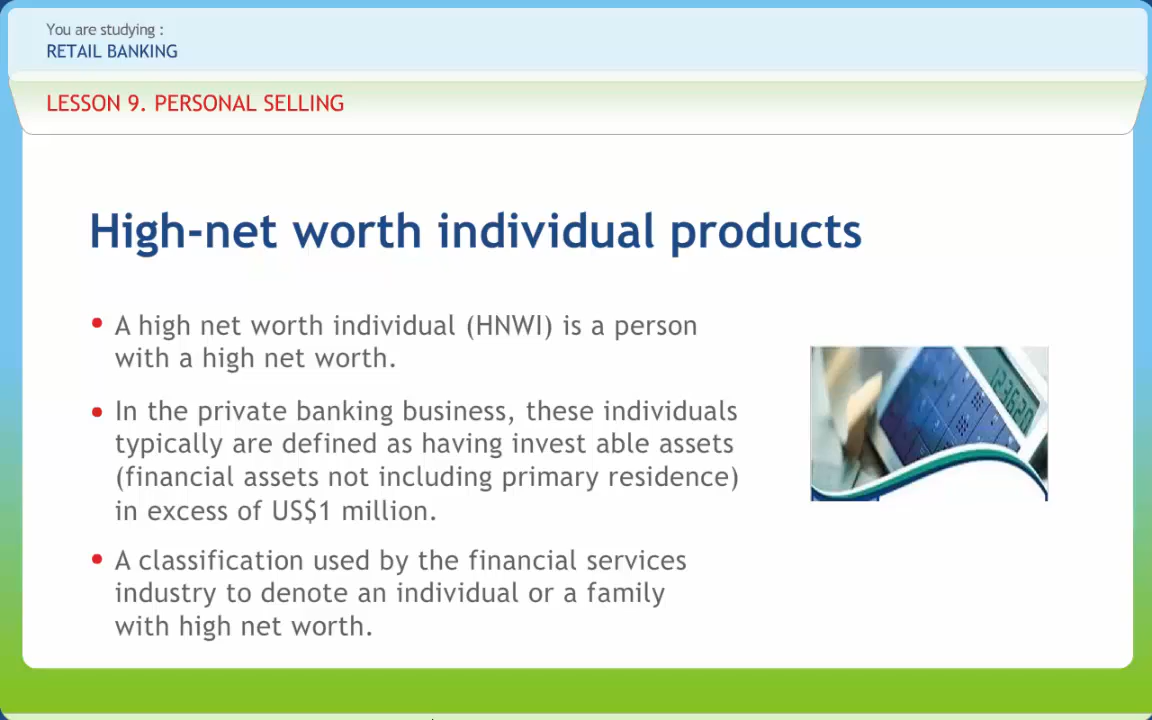 You are studying :
RETAIL BANKING
LESSON 9. PERSONAL SELLING
High-net worth individual products
• A high net worth individual (HNWI) is a person
with a high net worth.
• In the private banking business, these individuals
typically are defined as having invest able assets
(financial assets not including primary residence)
in excess of US$1 million.
• A classification used by the financial services
industry to denote an individual or a family
with high net worth.